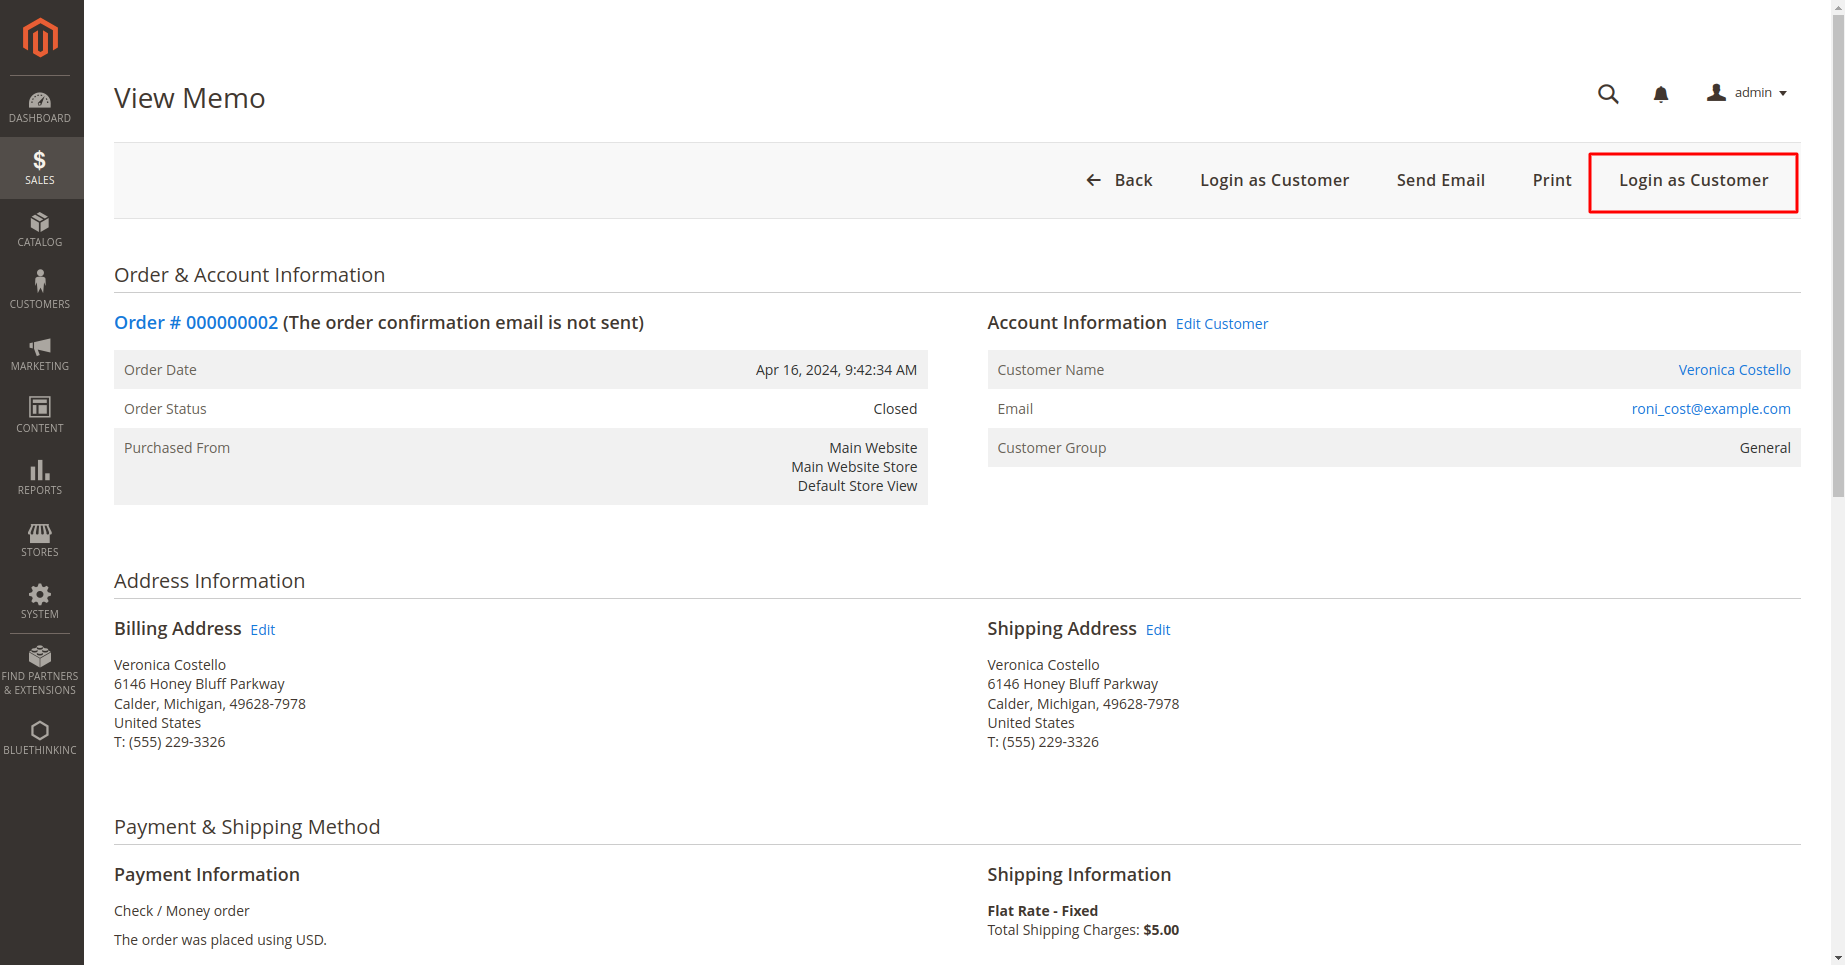 DASHBOARD
SALES
CATALOG
CUSTOMERS
MARKETING
CONTENT
REPORTS
STORES
SYSTEM
FIND PARTNERS
& EXTENSIONS
BLUETHINKINC
View Memo
admin
Back Login as Customer Send Email Print Login as Customer
Order & Account Information
Order # 000000002 (The order confirmation email is not sent)
Order Date Apr 16, 2024, 9:42:34 AM
Order Status Closed
Purchased From Main Website
Main Website Store
Default Store View
Account Information Edit Customer
Customer Name Veronica Costello
Email roni_cost@example.com
Customer Group General
Address Information
Billing Address Edit
Veronica Costello
6146 Honey Bluff Parkway
Calder, Michigan, 49628-7978
United States
T: (555) 229-3326
Shipping Address Edit
Veronica Costello
6146 Honey Bluff Parkway
Calder, Michigan, 49628-7978
United States
T: (555) 229-3326
Payment & Shipping Method
Payment Information
Check / Money order
The order was placed using USD.
Shipping Information
Flat Rate - Fixed
Total Shipping Charges: $5.00